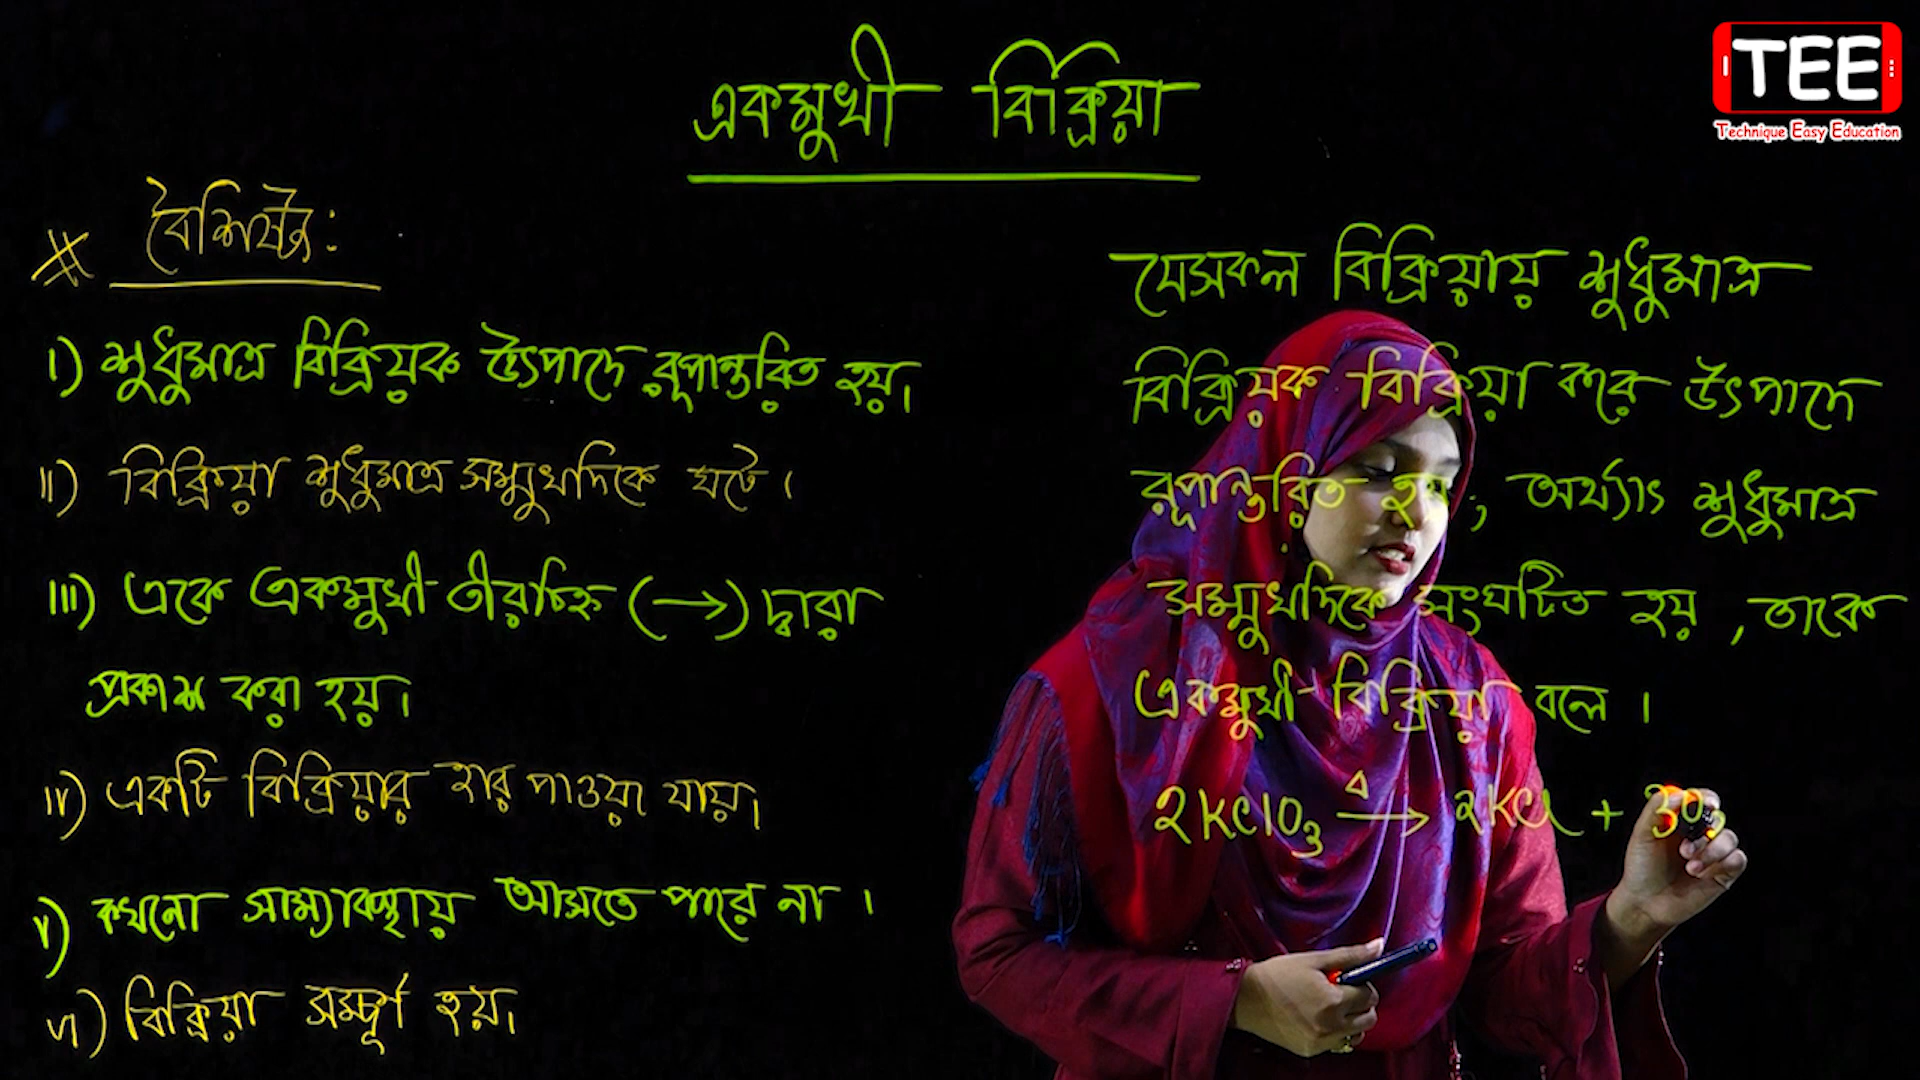 একমুখী বিক্রিয়া
TEE
Technique Easy Education
বৈশিষ্ট্য:
i) শুধুমাত্র বিক্রিয়ক উৎপাদে রূপান্তরিত হয়।
ii) বিক্রিয়া শুধুমাত্র সম্মুখদিকে ঘটে।
iii) একে একমুখী তীরচিহ্ন (→) দ্বারা
প্রকাশ করা হয়।
iv) একটি বিক্রিয়ার হার পাওয়া যায়।
v) কখনো সাম্যাবস্থায় আসতে পারে না।
vi) বিক্রিয়া সম্পূর্ণ হয়।
যেসকল বিক্রিয়ায় শুধুমাত্র
বিক্রিয়ক বিক্রিয়া করে উৎপাদে
রূপান্তরিত হয়, অর্থ্যাৎ শুধুমাত্র
সম্মুখদিকে সংঘটিত হয়, তাকে
একমুখী বিক্রিয়া বলে।
2KClO₃ —Δ→ 2KCl + 3O₂